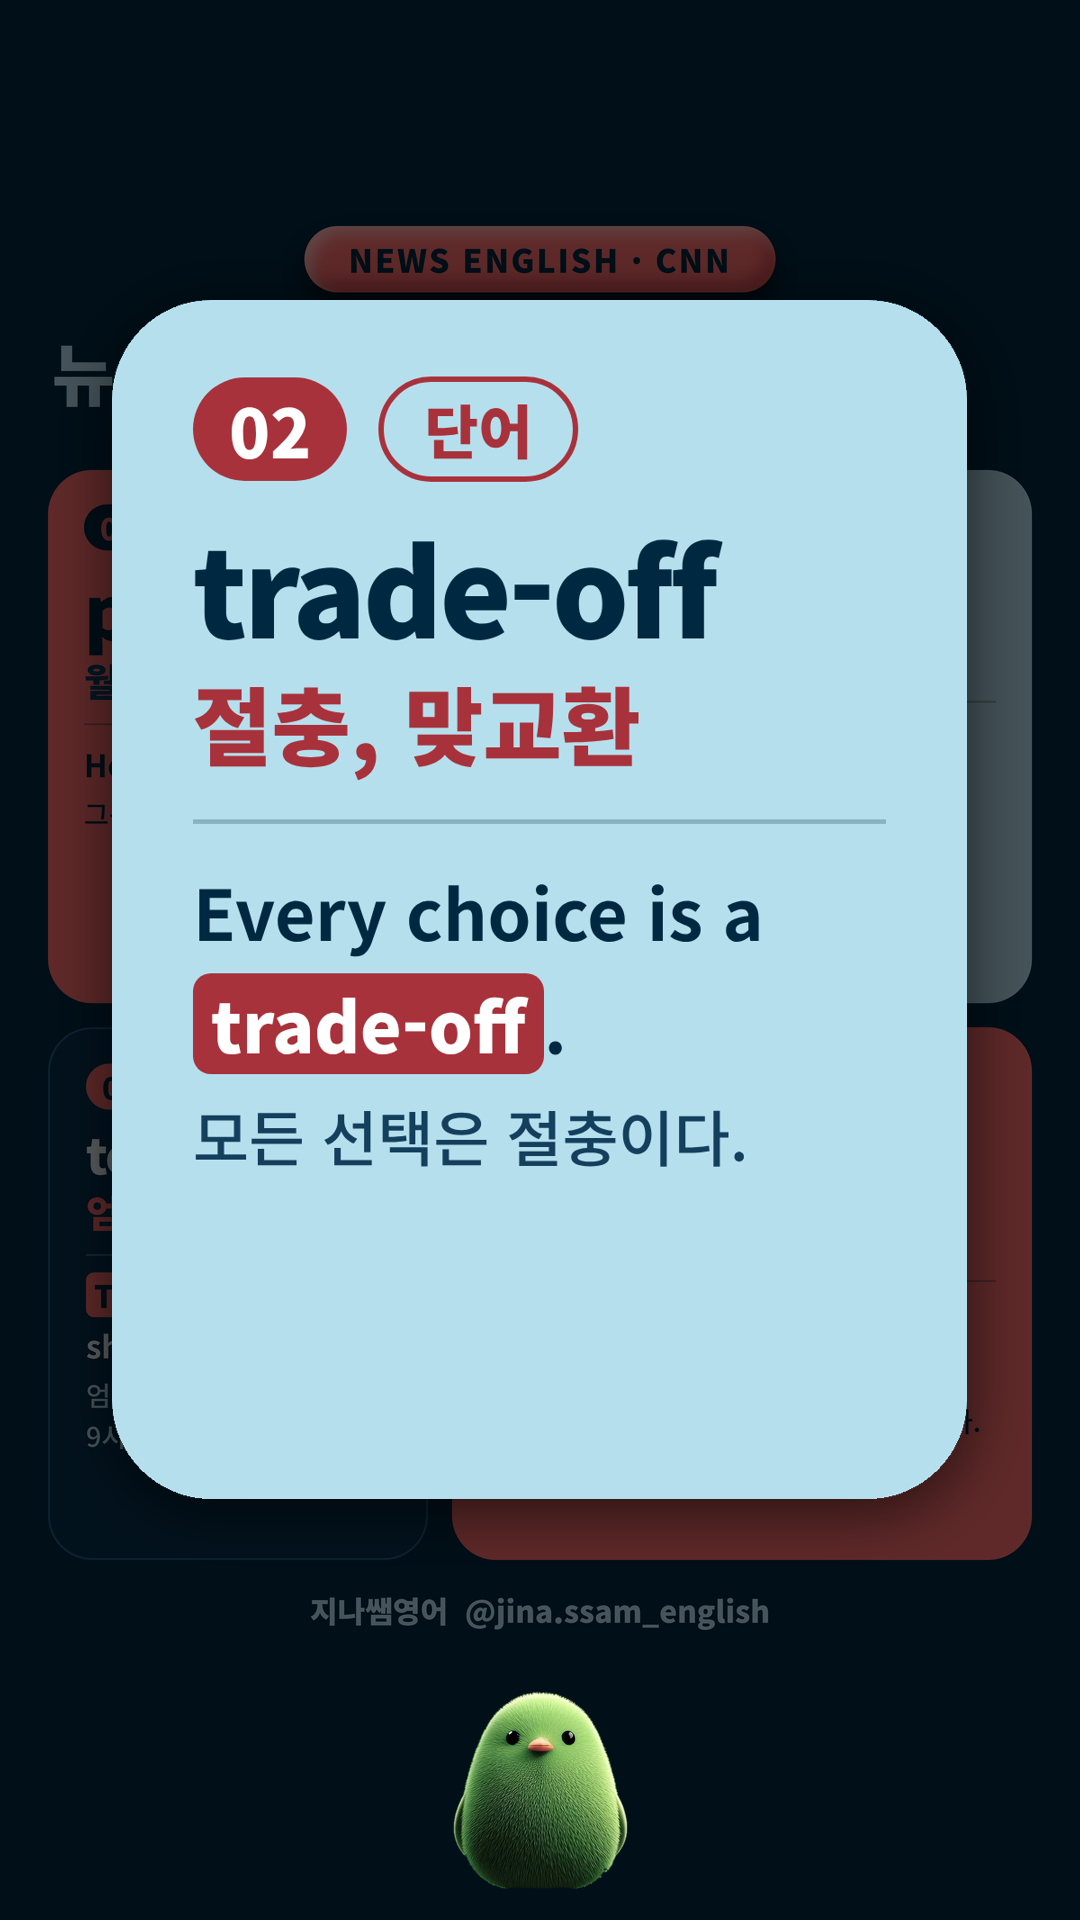 NEWS ENGLISH · CNN
뉴
02
단어
trade-off
절충, 맞교환
Every choice is a
trade-off.
모든 선택은 절충이다.
지나쌤영어 @jina.ssam_english